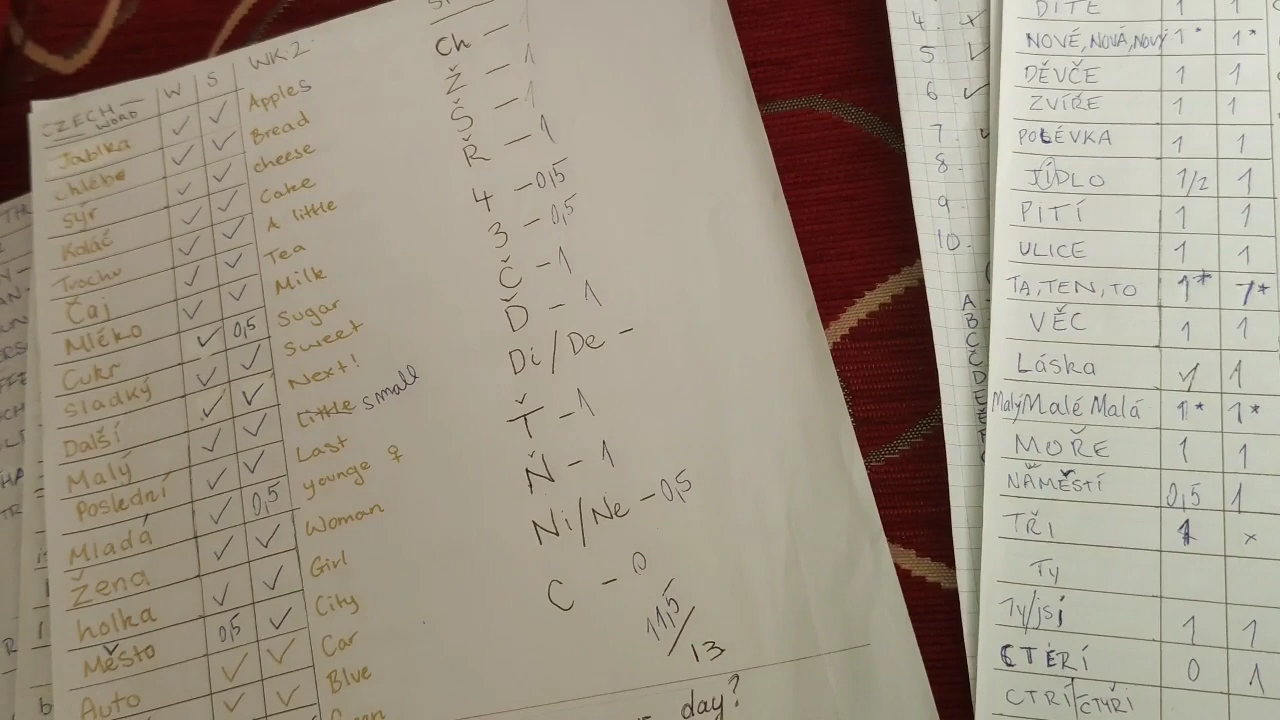 CZECH WORD W S WK:2
Jablka ✓ ✓ Apples
chlébe ✓ ✓ Bread
Sýr ✓ ✓ cheese
Koláč ✓ ✓ Cake
Trochu ✓ ✓ A little
Čaj ✓ ✓ Tea
Mléko ✓ ✓ Milk
Cukr ✓ 0,5 Sugar
Sladký ✓ ✓ Sweet
Další ✓ ✓ Next!
Malý ✓ ✓ Little small
Poslední ✓ ✓ Last
Mladá ✓ 0,5 younge ♀
Žena ✓ ✓ Woman
holka ✓ ✓ Girl
Město 0,5 ✓ City
Auto ✓ ✓ Car
✓ ✓ Blue
Ch - 1
Ž - 1
Š - 1
Ř - 1
4 - 0,5
3 - 0,5
Č - 1
Ď - 1
Di/De -
Ť - 1
Ň - 1
Ni/Ne - 0,5
C - 0
11,5/13
day?
4. x
5 ✓
6 ✓
7.
8.
9.
10.
A
B
C
Č
D
DÍTĚ 1 1
NOVÉ, NOVÁ, NOVÝ 1* 1*
DĚVČE 1 1
ZVÍŘE 1 1
POLÉVKA 1 1
JÍDLO 1/2 1
PITÍ 1 1
ULICE 1 1
TA, TEN, TO 1* 1*
VĚC 1 1
Láska 1 1
Malý Malé Malá 1* 1*
MOŘE 1 1
NÁMĚSTÍ 0,5 1
TŘI 1 x
Ty
Ty/jsi 1 1
ČTÉŘI 0 1
CTŘI/ČTYŘI